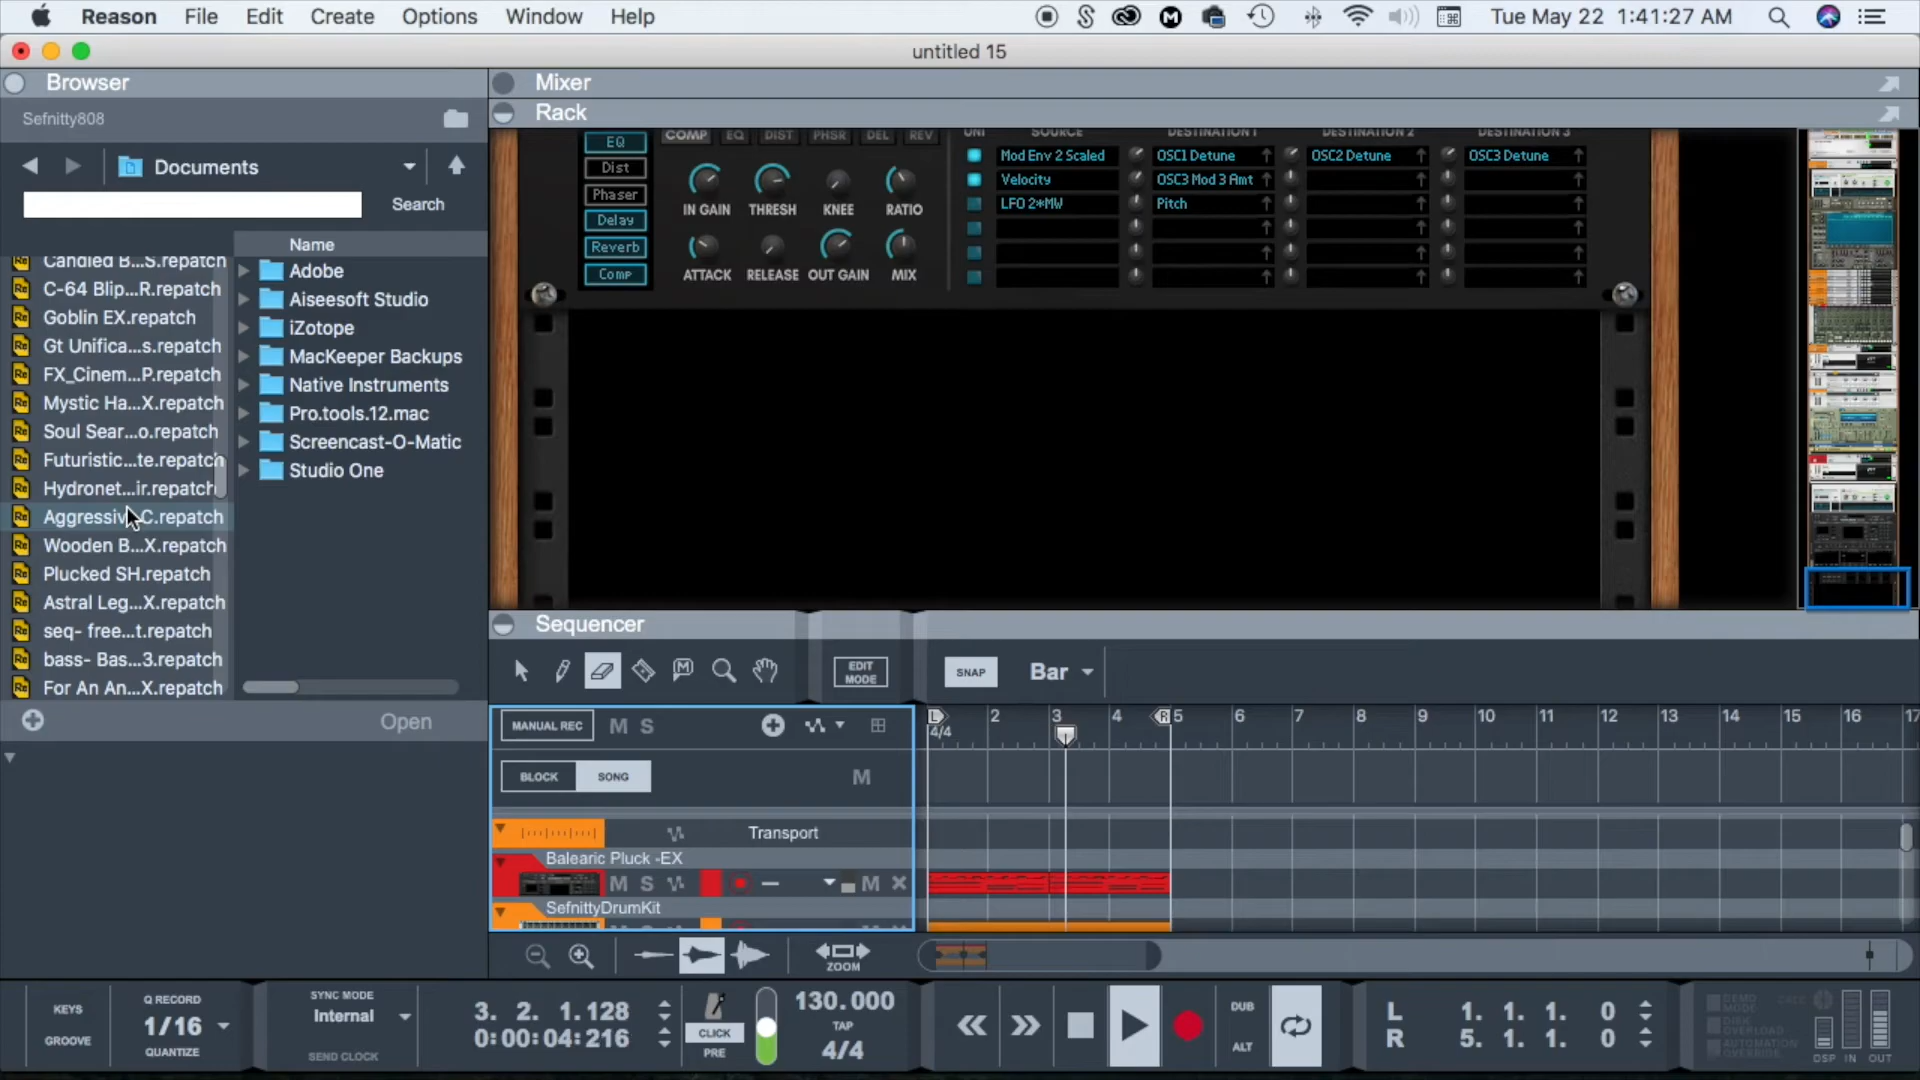 Reason File Edit Create Options Window Help
Tue May 22 1:41:27 AM
untitled 15
Browser
Mixer
Sefnitty808
Rack
Documents
Search
Name
Candied B...S.repatch
C-64 Blip...R.repatch
Goblin EX.repatch
Gt Unifica...s.repatch
FX_Cinem...P.repatch
Mystic Ha...X.repatch
Soul Sear...o.repatch
Futuristic...te.repatch
Hydronet...ir.repatch
Aggressiv C.repatch
Wooden B...X.repatch
Plucked SH.repatch
Astral Leg...X.repatch
seq- free...t.repatch
bass- Bas...3.repatch
For An An...X.repatch
Adobe
Aiseesoft Studio
iZotope
MacKeeper Backups
Native Instruments
Pro.tools.12.mac
Screencast-O-Matic
Studio One
Open
EQ
Dist
Phaser
Delay
Reverb
Comp
COMP EQ DIST PHSR DEL REV
IN GAIN THRESH KNEE RATIO
ATTACK RELEASE OUT GAIN MIX
UNI SOURCE DESTINATION 1 DESTINATION 2 DESTINATION 3
Mod Env 2 Scaled OSC1 Detune OSC2 Detune OSC3 Detune
Velocity OSC3 Mod 3 Amt
LFO 2*MW Pitch
Sequencer
EDIT MODE
SNAP Bar
MANUAL REC M S
BLOCK SONG M
Transport
Balearic Pluck -EX
M S M
SefnittyDrumKit
L 2 3 4 R 5 6 7 8 9 10 11 12 13 14 15 16 17
4/4
ZOOM
KEYS
GROOVE
Q RECORD
1/16
QUANTIZE
SYNC MODE
Internal
SEND CLOCK
3. 2. 1.128
0:00:04:216
CLICK
PRE
130.000
TAP
4/4
DUB
ALT
L 1. 1. 1. 0
R 5. 1. 1. 0
DEMO MODE
CALC
DISK OVERLOAD
AUTOMATION OVERRIDE
DSP IN OUT